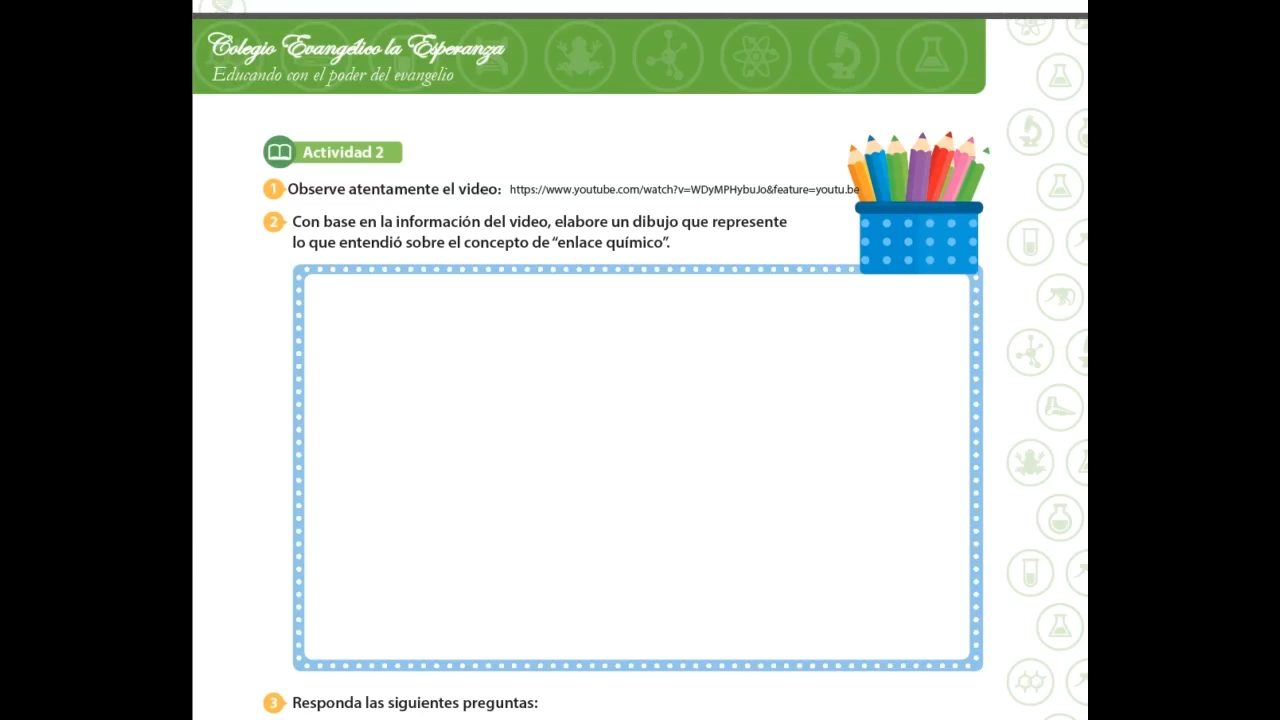 Colegio Evangélico la Esperanza
Educando con el poder del evangelio
Actividad 2
1 Observe atentamente el video: https://www.youtube.com/watch?v=WDyMPHybuJo&feature=youtu.be
2 Con base en la información del video, elabore un dibujo que represente
lo que entendió sobre el concepto de “enlace químico”.
3 Responda las siguientes preguntas: